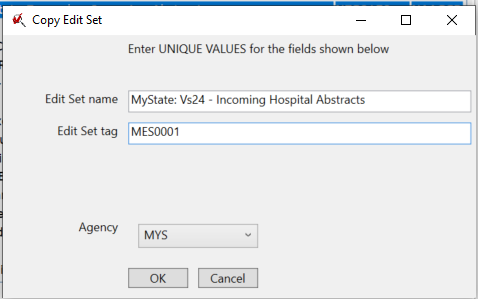 Copy Edit Set
Enter UNIQUE VALUES for the fields shown below
Edit Set name MyState: Vs24 - Incoming Hospital Abstracts
Edit Set tag MES0001
Agency MYS
OK Cancel